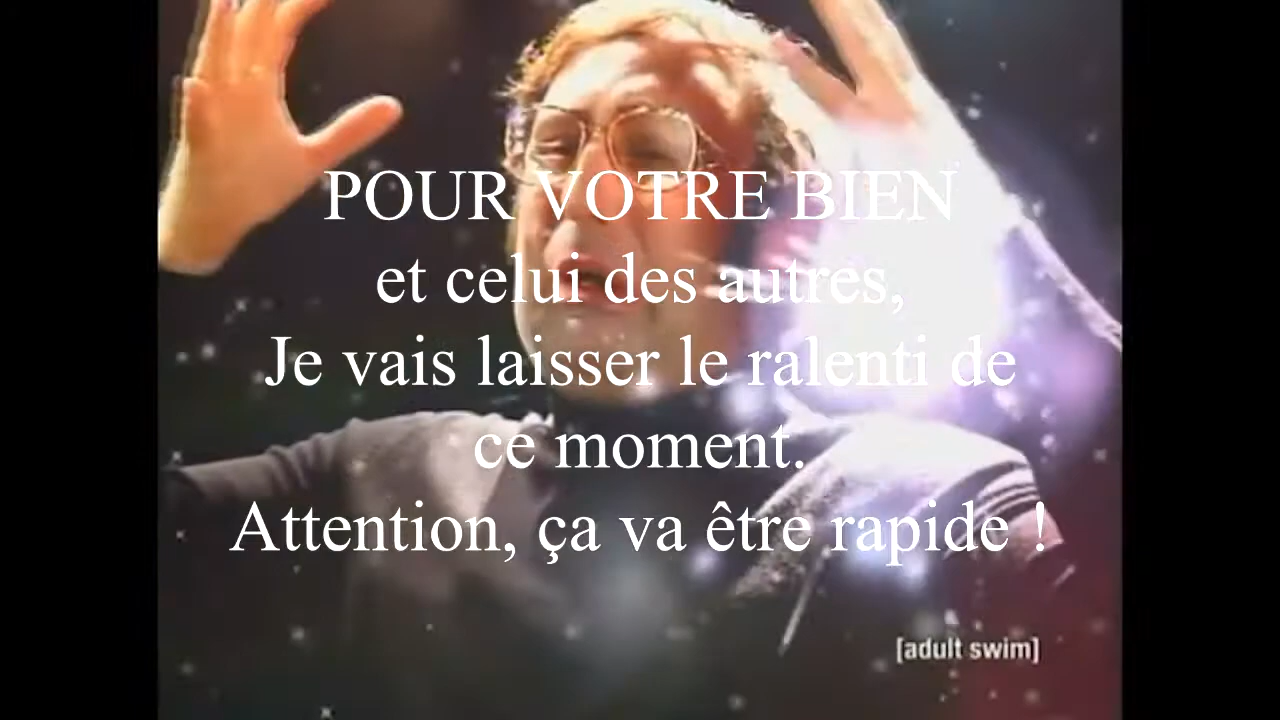 POUR VOTRE BIEN
et celui des autres,
Je vais laisser le ralenti de
ce moment.
Attention, ça va être rapide !
[adult swim]